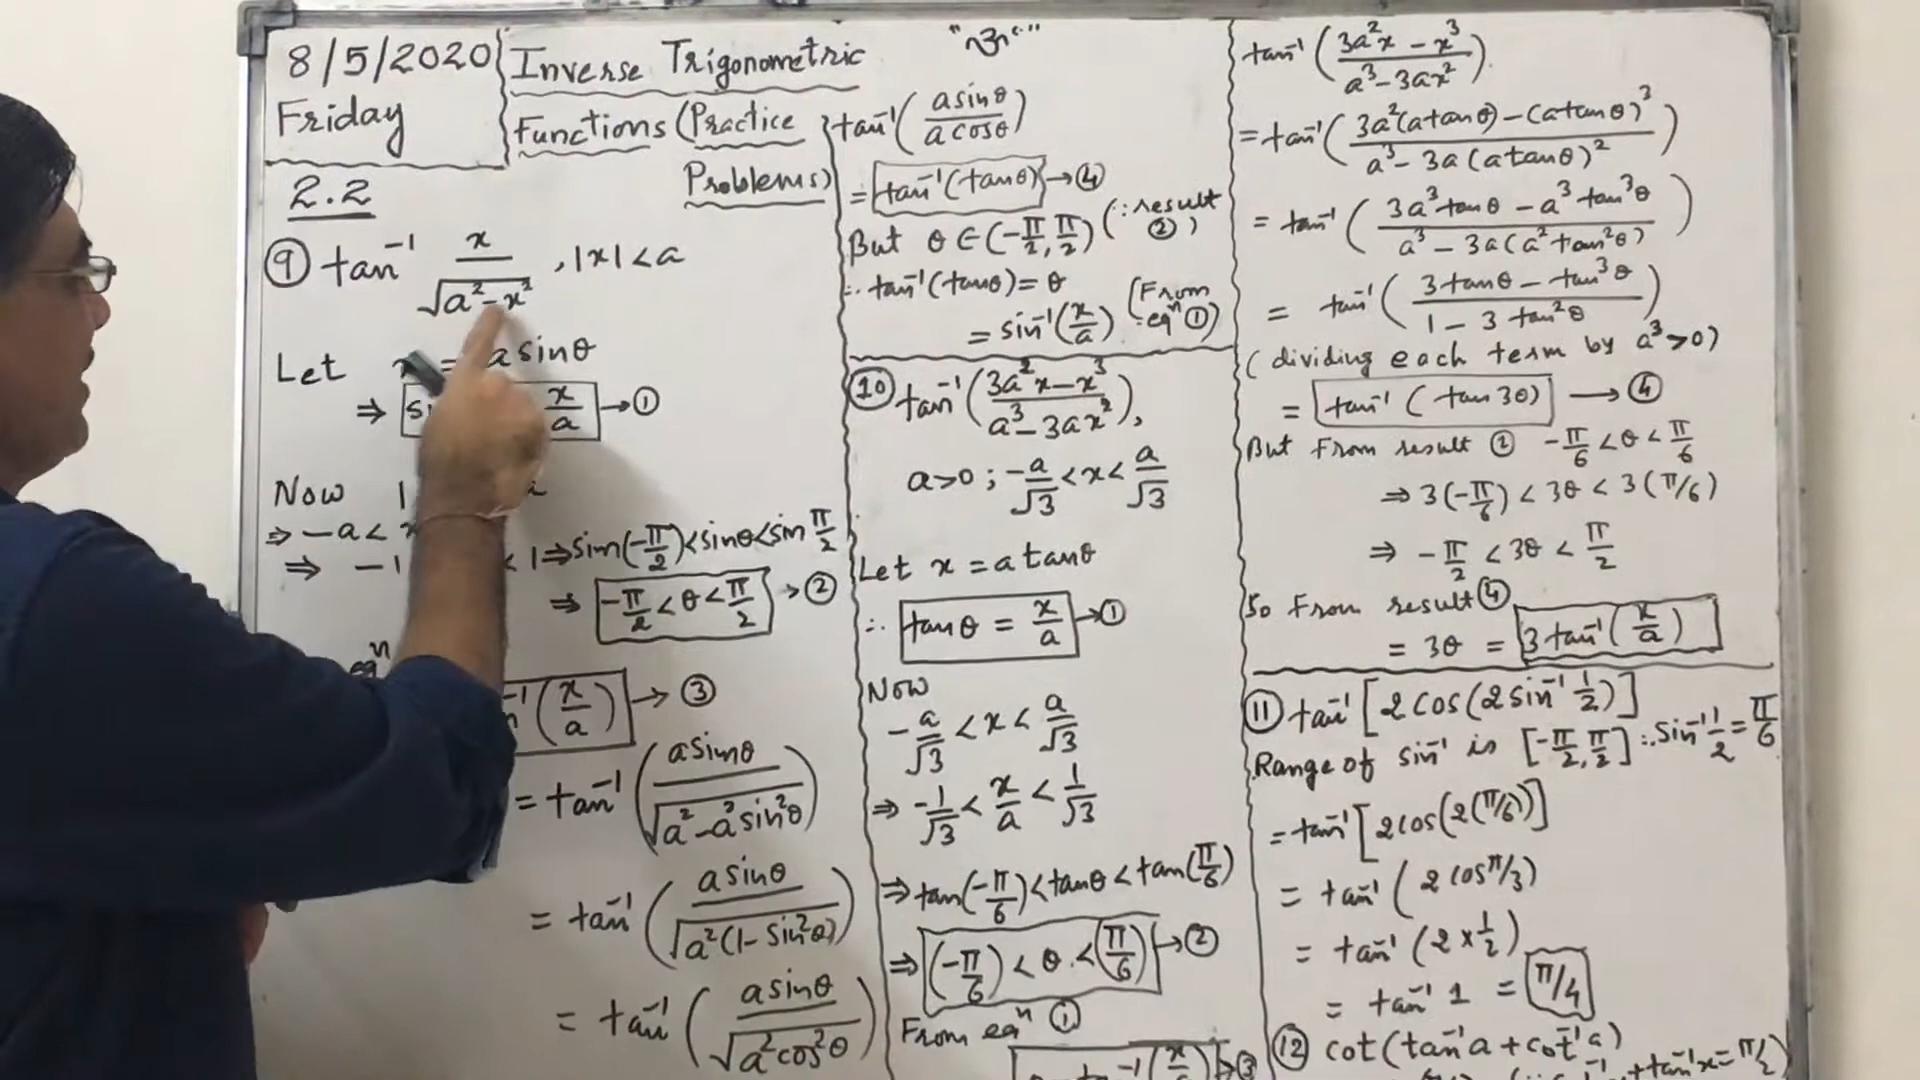 8/5/2020
Friday
Inverse Trigonometric
Functions (Practice
Problems)
2.2
⑨ tan⁻¹ x/√(a²-x²) , |x|<a
Let x = a sinθ
⇒ x/a → ①
Now
⇒ -a <
⇒ -1 < 1 ⇒ sin(-π/2) < sinθ < sin π/2
⇒ -π/2 < θ < π/2 → ②
eqⁿ
(x/a) → ③
= tan⁻¹ (a sinθ / √(a²-a²sin²θ))
= tan⁻¹ (a sinθ / √(a²(1-sin²θ)))
= tan⁻¹ (a sinθ / √(a²cos²θ))
tan⁻¹ (a sinθ / a cosθ)
= tan⁻¹(tanθ) → ④
But θ ∈ (-π/2, π/2) (∵ result ②)
∴ tan⁻¹(tanθ) = θ
= sin⁻¹(x/a) (From eqⁿ ①)
⑩ tan⁻¹ ((3a²x - x³)/(a³ - 3ax²)),
a>0 ; -a/√3 < x < a/√3
Let x = a tanθ
∴ tanθ = x/a → ①
Now
-a/√3 < x < a/√3
⇒ -1/√3 < x/a < 1/√3
⇒ tan(-π/6) < tanθ < tan(π/6)
⇒ (-π/6) < θ < (π/6) → ②
From eqⁿ ①
tan⁻¹(x/a) → ③
tan⁻¹ ((3a²x - x³)/(a³ - 3ax²))
= tan⁻¹ ((3a²(a tanθ) - (a tanθ)³)/(a³ - 3a(a tanθ)²))
= tan⁻¹ ((3a³ tanθ - a³ tan³θ)/(a³ - 3a(a² tan²θ)))
= tan⁻¹ ((3 tanθ - tan³θ)/(1 - 3 tan²θ))
(dividing each term by a³>0)
= tan⁻¹ (tan 3θ) → ④
But From result ② -π/6 < θ < π/6
⇒ 3(-π/6) < 3θ < 3(π/6)
⇒ -π/2 < 3θ < π/2
So From result ④
= 3θ = 3 tan⁻¹(x/a)
⑪ tan⁻¹ [2 cos(2 sin⁻¹ 1/2)]
Range of sin⁻¹ is [-π/2, π/2] ∴ sin⁻¹ 1/2 = π/6
= tan⁻¹ [2 cos(2(π/6))]
= tan⁻¹ (2 cos π/3)
= tan⁻¹ (2 × 1/2)
= tan⁻¹ 1 = π/4
⑫ cot(tan⁻¹a + cot⁻¹a)
+ tan⁻¹x = π/2)